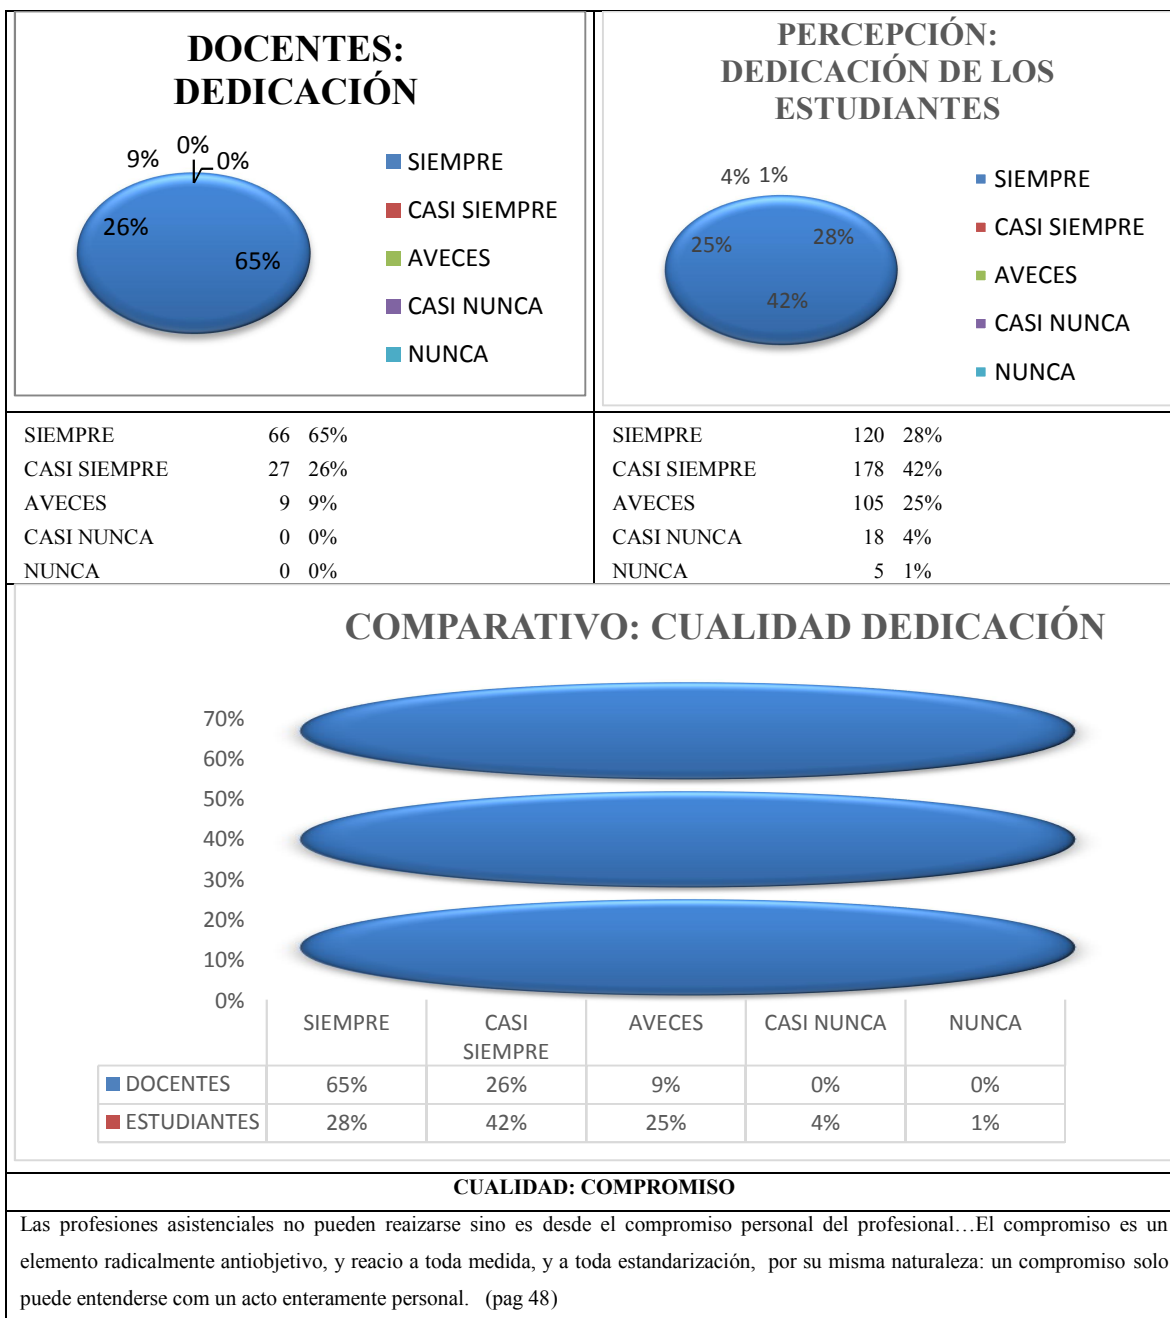 DOCENTES:
DEDICACIÓN
0%
9%
0%
26%
65%
SIEMPRE
CASI SIEMPRE
AVECES
CASI NUNCA
NUNCA
PERCEPCIÓN:
DEDICACIÓN DE LOS
ESTUDIANTES
4% 1%
25%
28%
42%
SIEMPRE
CASI SIEMPRE
AVECES
CASI NUNCA
NUNCA
SIEMPRE 66 65%
CASI SIEMPRE 27 26%
AVECES 9 9%
CASI NUNCA 0 0%
NUNCA 0 0%
SIEMPRE 120 28%
CASI SIEMPRE 178 42%
AVECES 105 25%
CASI NUNCA 18 4%
NUNCA 5 1%
COMPARATIVO: CUALIDAD DEDICACIÓN
70%
60%
50%
40%
30%
20%
10%
0%
SIEMPRE CASI SIEMPRE AVECES CASI NUNCA NUNCA
DOCENTES 65% 26% 9% 0% 0%
ESTUDIANTES 28% 42% 25% 4% 1%
CUALIDAD: COMPROMISO
Las profesiones asistenciales no pueden reaizarse sino es desde el compromiso personal del profesional…El compromiso es un
elemento radicalmente antiobjetivo, y reacio a toda medida, y a toda estandarización, por su misma naturaleza: un compromiso solo
puede entenderse com un acto enteramente personal. (pag 48)